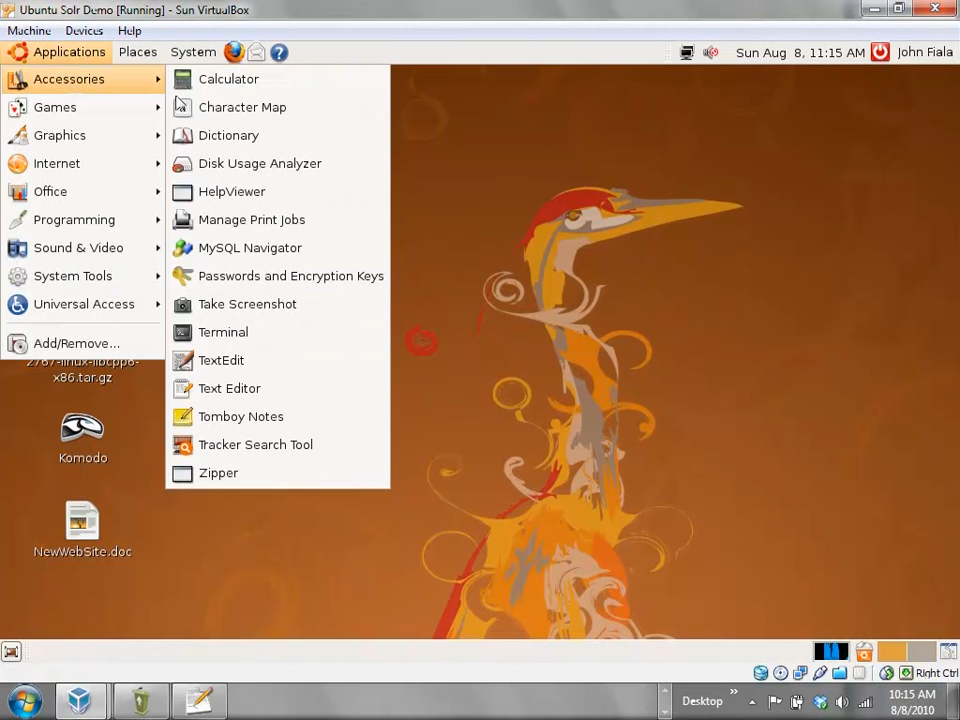 Ubuntu Solr Demo [Running] - Sun VirtualBox
Machine Devices Help
Applications Places System Sun Aug 8, 11:15 AM John Fiala
Accessories
Games
Graphics
Internet
Office
Programming
Sound & Video
System Tools
Universal Access
Add/Remove...
Calculator
Character Map
Dictionary
Disk Usage Analyzer
HelpViewer
Manage Print Jobs
MySQL Navigator
Passwords and Encryption Keys
Take Screenshot
Terminal
TextEdit
Text Editor
Tomboy Notes
Tracker Search Tool
Zipper
2767-linux-libcpp6-
x86.tar.gz
Komodo
NewWebSite.doc
Right Ctrl
Desktop
10:15 AM
8/8/2010